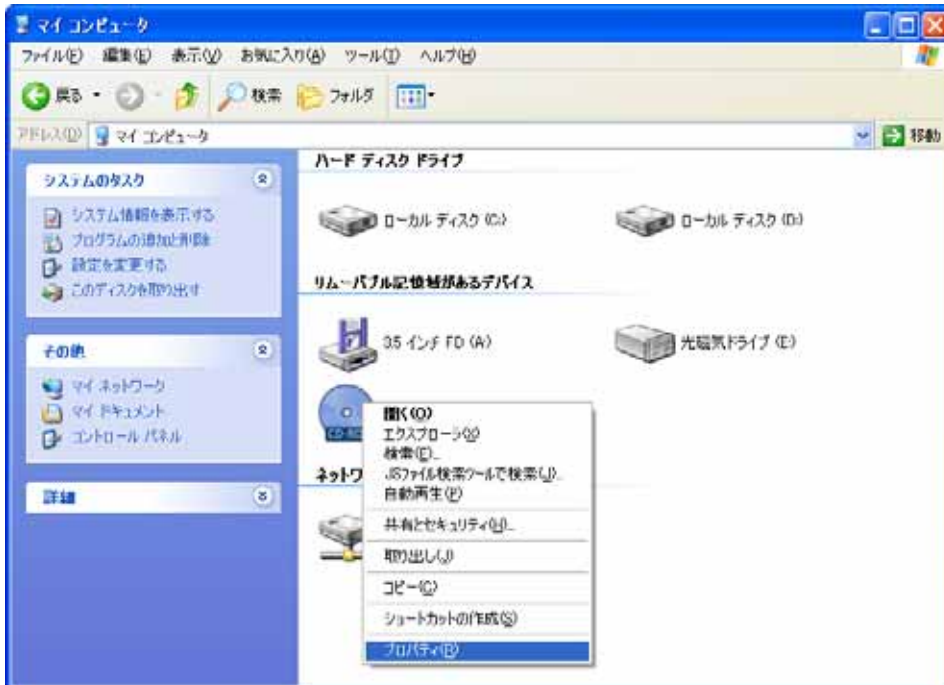 マイ コンピュータ
ファイル(F) 編集(E) 表示(V) お気に入り(A) ツール(T) ヘルプ(H)
戻る 検索 フォルダ
アドレス(D) マイ コンピュータ 移動
システムのタスク
システム情報を表示する
プログラムの追加と削除
設定を変更する
このディスクを取り出す
その他
マイ ネットワーク
マイ ドキュメント
コントロール パネル
詳細
ハード ディスク ドライブ
ローカル ディスク (C:) ローカル ディスク (D:)
リムーバブル記憶域があるデバイス
3.5 インチ FD (A:) 光磁気ドライブ (E:)
ネットワ
開く(O)
エクスプローラ(X)
検索(E)...
JSファイル検索ツールで検索(J)...
自動再生(P)
共有とセキュリティ(H)...
取り出し(J)
コピー(C)
ショートカットの作成(S)
プロパティ(R)